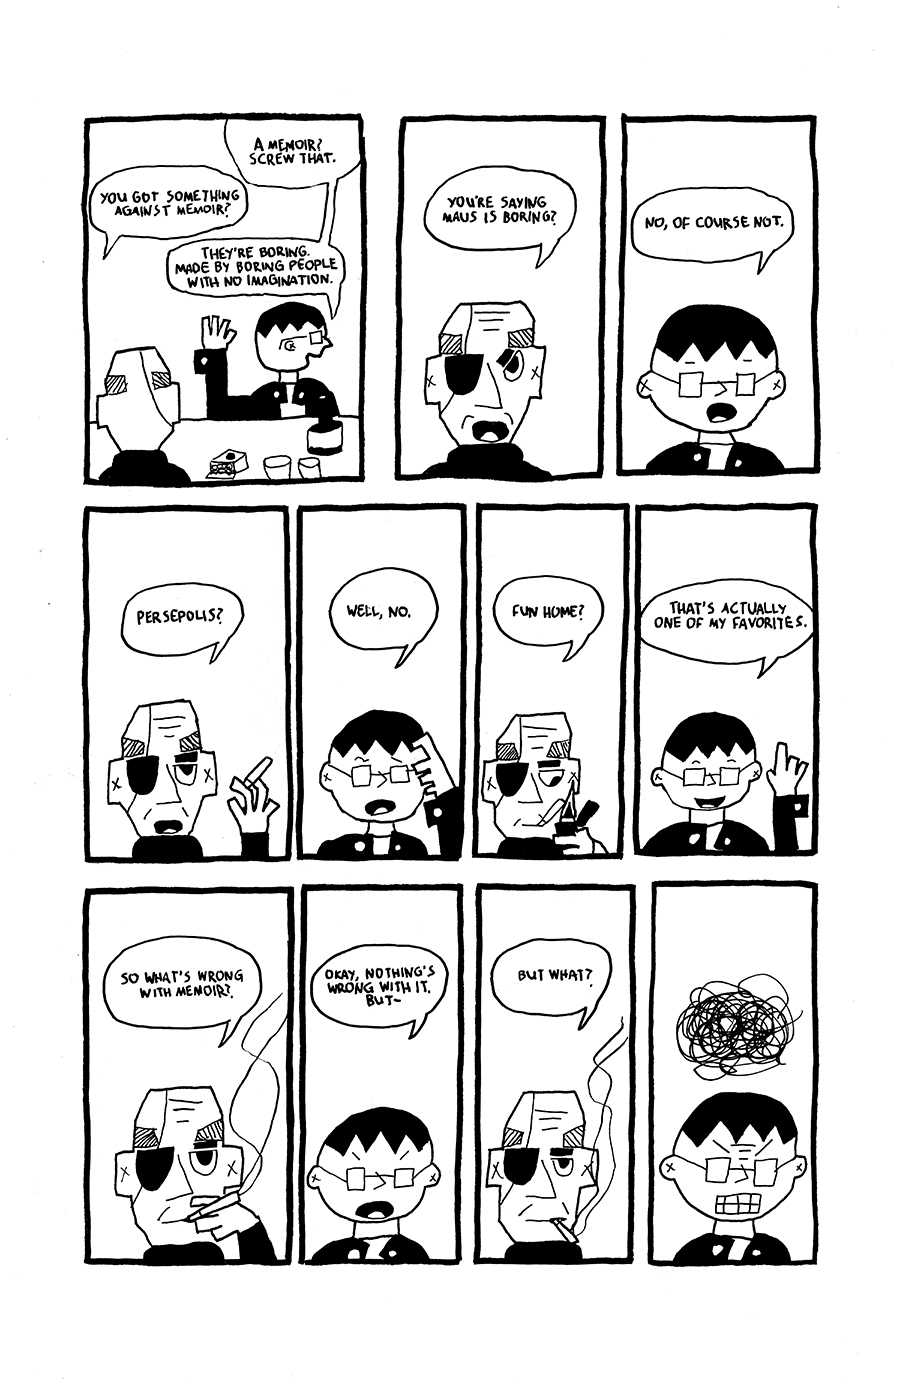 A MEMOIR?
SCREW THAT.
YOU GOT SOMETHING
AGAINST MEMOIR?
THEY'RE BORING.
MADE BY BORING PEOPLE
WITH NO IMAGINATION.
YOU'RE SAYING
MAUS IS BORING?
NO, OF COURSE NOT.
PERSEPOLIS?
WELL, NO.
FUN HOME?
THAT'S ACTUALLY
ONE OF MY FAVORITES.
SO WHAT'S WRONG
WITH MEMOIR?
OKAY, NOTHING'S
WRONG WITH IT.
BUT-
BUT WHAT?